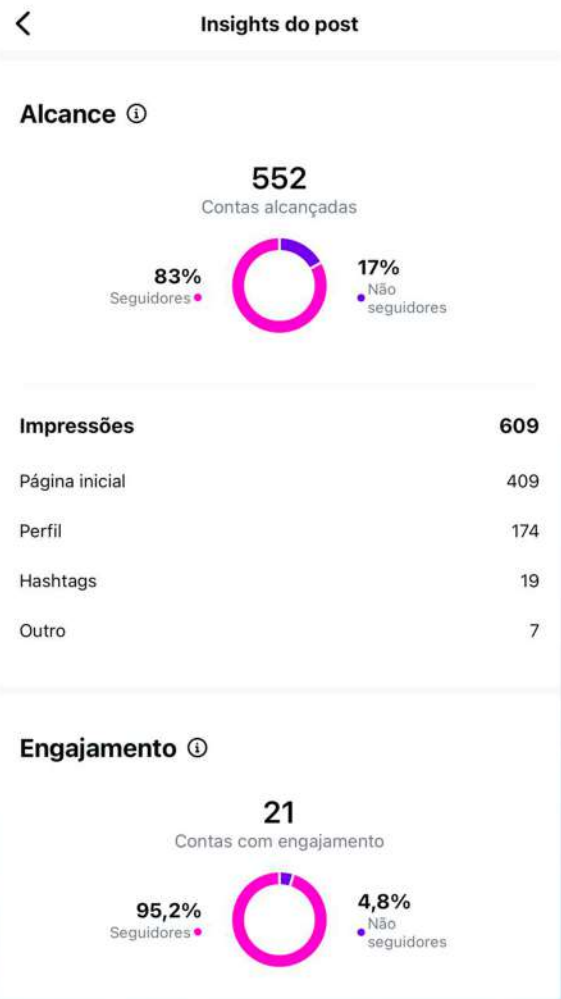 Insights do post
Alcance
552
Contas alcançadas
83%
Seguidores
17%
Não
seguidores
Impressões 609
Página inicial 409
Perfil 174
Hashtags 19
Outro 7
Engajamento
21
Contas com engajamento
95,2%
Seguidores
4,8%
Não
seguidores